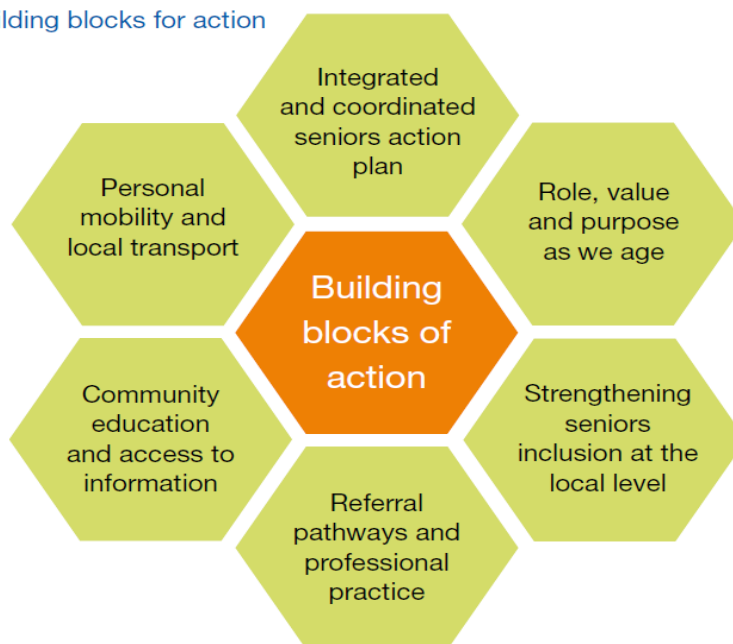 ilding blocks for action
Integrated
and coordinated
seniors action
plan
Role, value
and purpose
as we age
Strengthening
seniors
inclusion at the
local level
Referral
pathways and
professional
practice
Community
education
and access to
information
Personal
mobility and
local transport
Building
blocks of
action